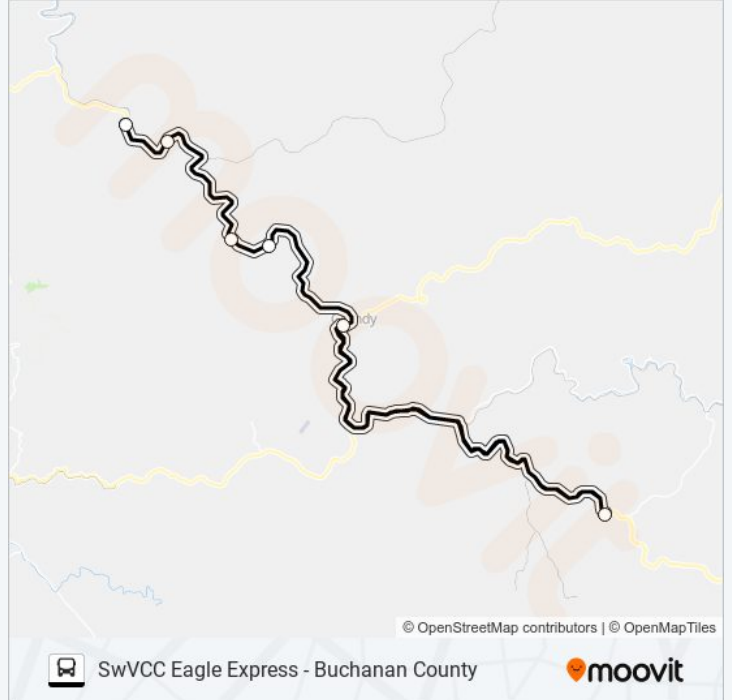 © OpenStreetMap contributors | © OpenMapTiles
SwVCC Eagle Express - Buchanan County
moovit